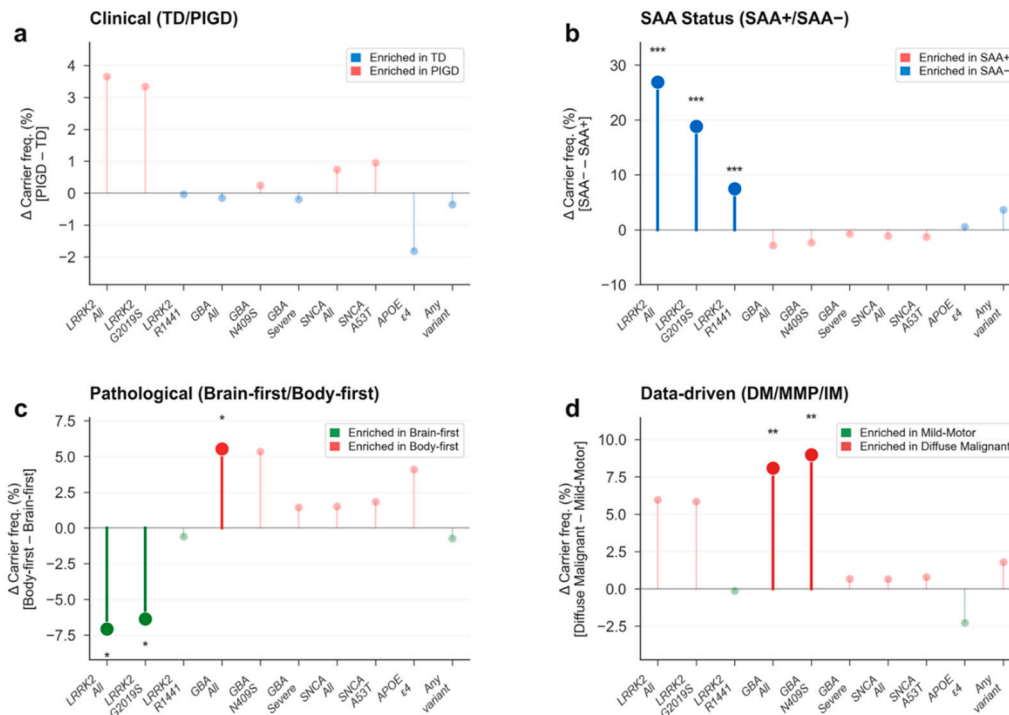 a
Clinical (TD/PIGD)
Enriched in TD
Enriched in PIGD
Δ Carrier freq. (%)
[PIGD – TD]
4
3
2
1
0
−1
−2
LRRK2 All
LRRK2 G2019S
LRRK2 R1441
GBA All
GBA N409S
GBA Severe
SNCA All
SNCA A53T
APOE ε4
Any variant
b
SAA Status (SAA+/SAA−)
Enriched in SAA+
Enriched in SAA−
***
***
***
Δ Carrier freq. (%)
[SAA− – SAA+]
30
20
10
0
−10
LRRK2 All
LRRK2 G2019S
LRRK2 R1441
GBA All
GBA N409S
GBA Severe
SNCA All
SNCA A53T
APOE ε4
Any variant
c
Pathological (Brain-first/Body-first)
Enriched in Brain-first
Enriched in Body-first
*
*
*
Δ Carrier freq. (%)
[Body-first – Brain-first]
7.5
5.0
2.5
0.0
−2.5
−5.0
−7.5
LRRK2 All
LRRK2 G2019S
LRRK2 R1441
GBA All
GBA N409S
GBA Severe
SNCA All
SNCA A53T
APOE ε4
Any variant
d
Data-driven (DM/MMP/IM)
Enriched in Mild-Motor
Enriched in Diffuse Malignant
**
**
Δ Carrier freq. (%)
[Diffuse Malignant – Mild-Motor]
10.0
7.5
5.0
2.5
0.0
−2.5
LRRK2 All
LRRK2 G2019S
LRRK2 R1441
GBA All
GBA N409S
GBA Severe
SNCA All
SNCA A53T
APOE ε4
Any variant